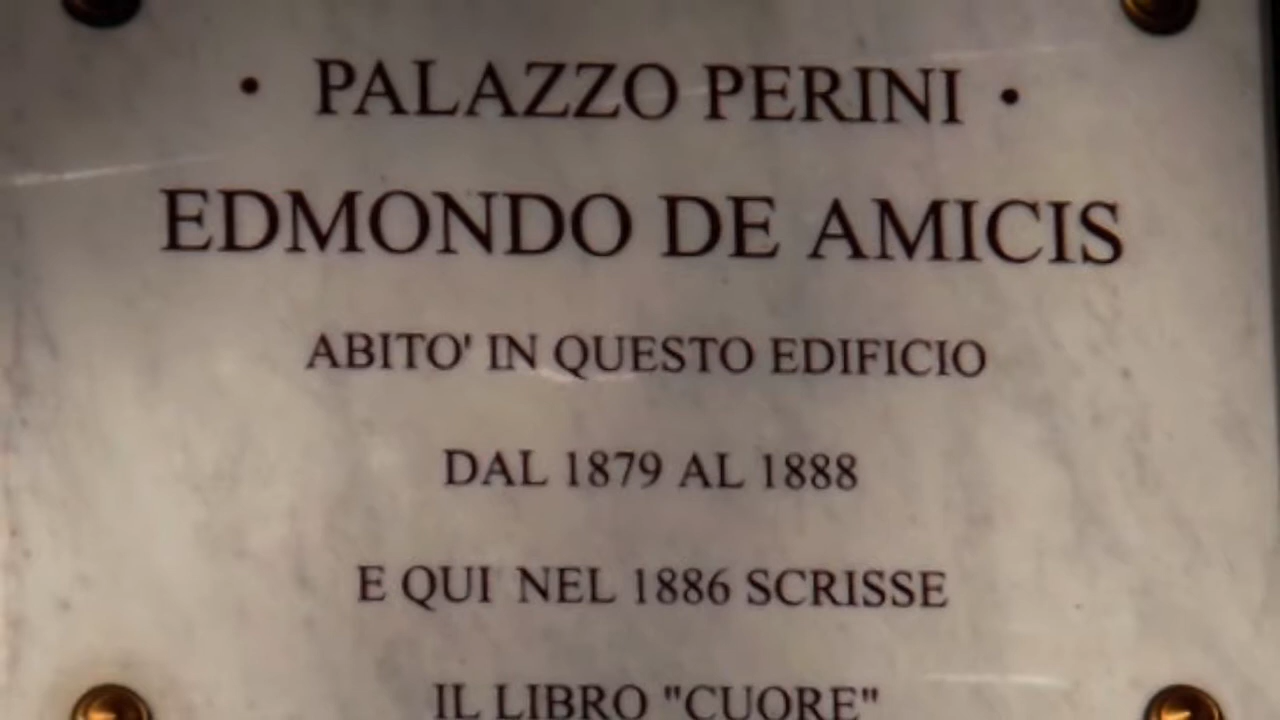 • PALAZZO PERINI •
EDMONDO DE AMICIS
ABITO' IN QUESTO EDIFICIO
DAL 1879 AL 1888
E QUI NEL 1886 SCRISSE
IL LIBRO "CUORE"